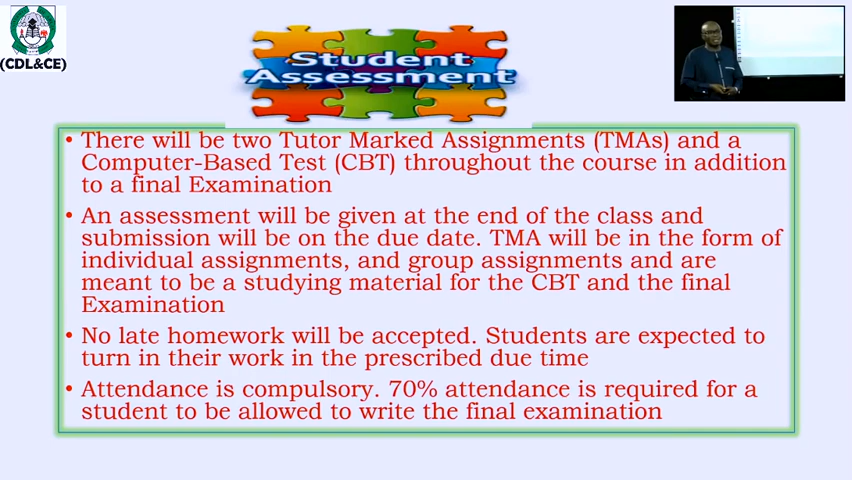 (CDL&CE)
Student
Assessment
• There will be two Tutor Marked Assignments (TMAs) and a
Computer-Based Test (CBT) throughout the course in addition
to a final Examination
• An assessment will be given at the end of the class and
submission will be on the due date. TMA will be in the form of
individual assignments, and group assignments and are
meant to be a studying material for the CBT and the final
Examination
• No late homework will be accepted. Students are expected to
turn in their work in the prescribed due time
• Attendance is compulsory. 70% attendance is required for a
student to be allowed to write the final examination